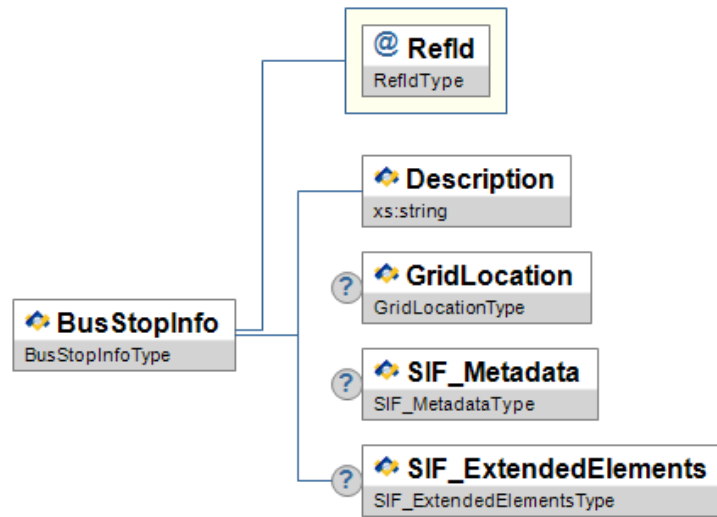 @ RefId
RefIdType
Description
xs:string
? GridLocation
GridLocationType
BusStopInfo
BusStopInfoType
? SIF_Metadata
SIF_MetadataType
? SIF_ExtendedElements
SIF_ExtendedElementsType